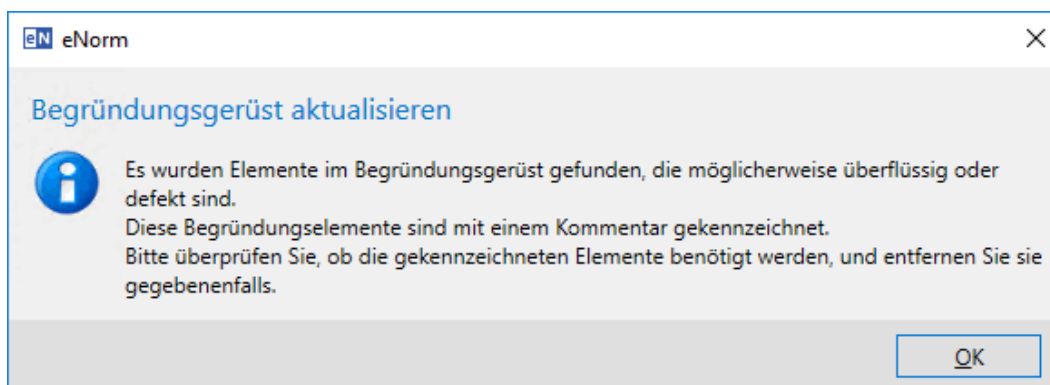 eN eNorm
Begründungsgerüst aktualisieren
Es wurden Elemente im Begründungsgerüst gefunden, die möglicherweise überflüssig oder
defekt sind.
Diese Begründungselemente sind mit einem Kommentar gekennzeichnet.
Bitte überprüfen Sie, ob die gekennzeichneten Elemente benötigt werden, und entfernen Sie sie
gegebenenfalls.
OK